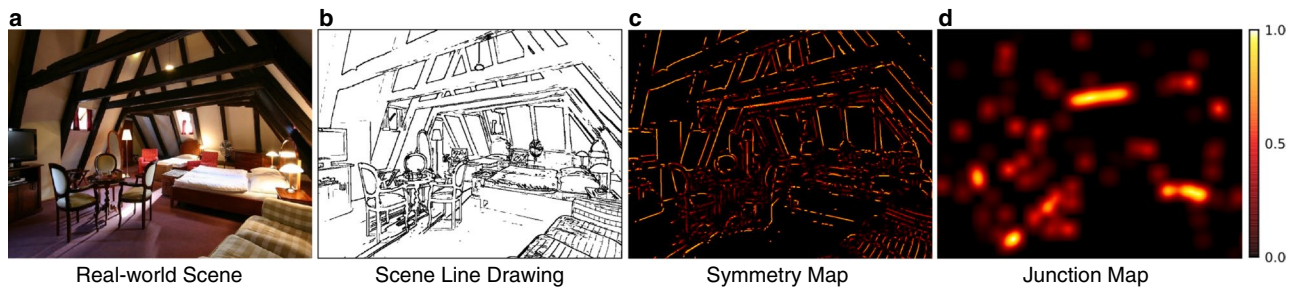 a
b
c
d
1.0
0.5
0.0
Real-world Scene
Scene Line Drawing
Symmetry Map
Junction Map